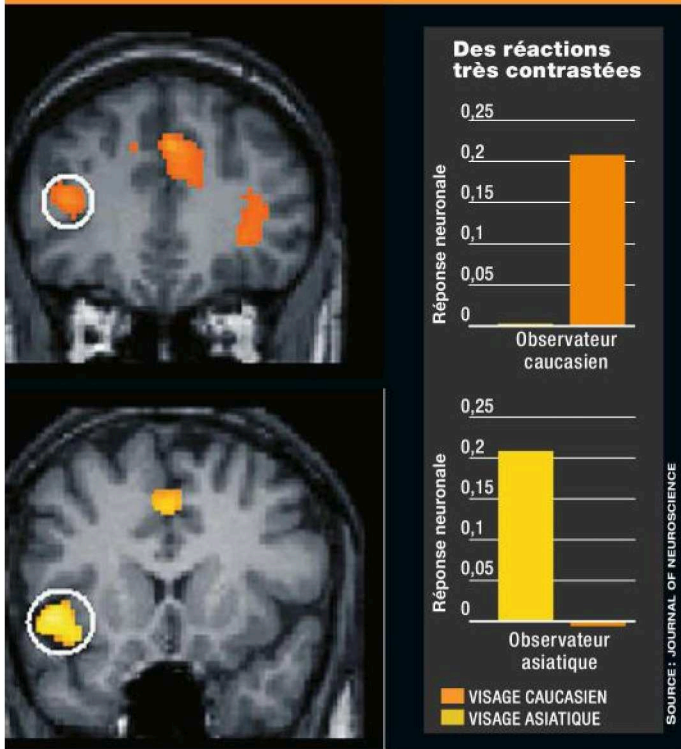 Des réactions
très contrastées
Réponse neuronale
0,25
0,2
0,15
0,1
0,05
0
Observateur
caucasien
Réponse neuronale
0,25
0,2
0,15
0,1
0,05
0
Observateur
asiatique
VISAGE CAUCASIEN
VISAGE ASIATIQUE
SOURCE : JOURNAL OF NEUROSCIENCE